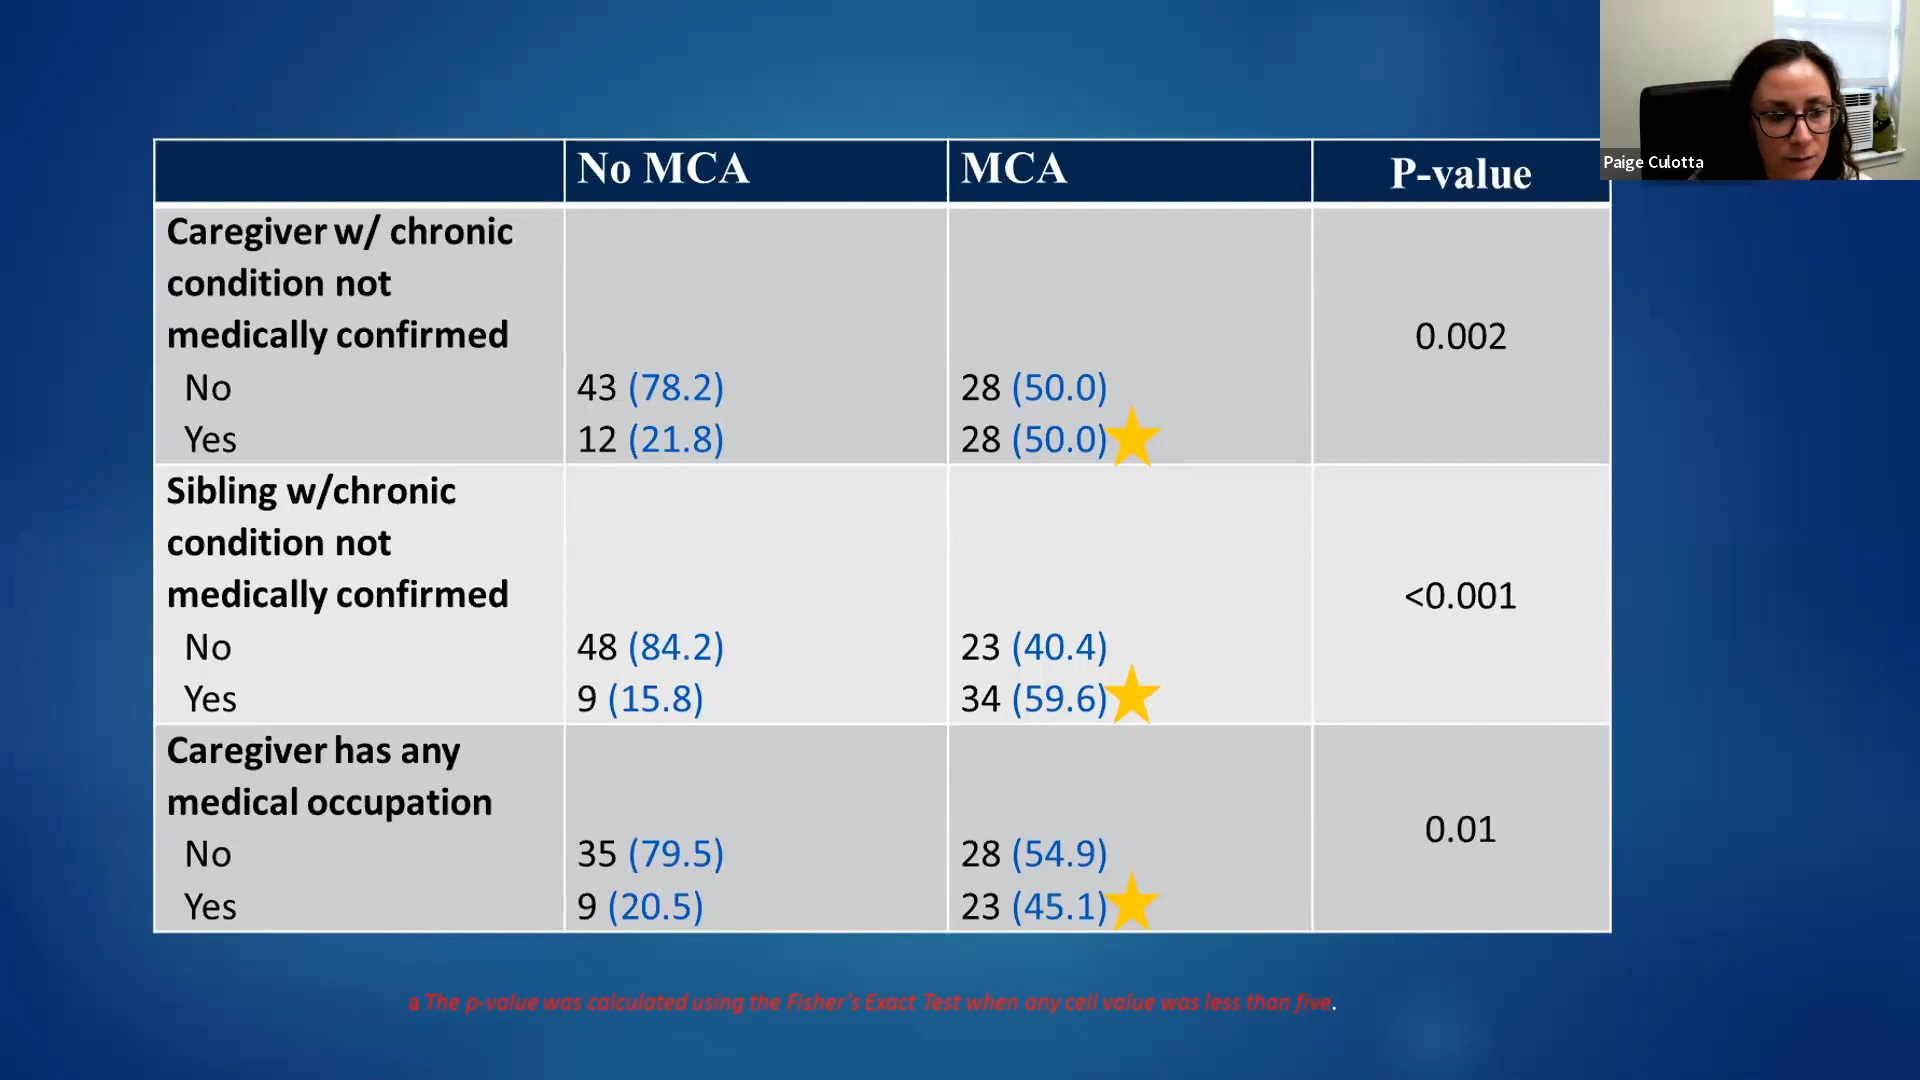 No MCA MCA P-value
Paige Culotta
Caregiver w/ chronic
condition not
medically confirmed
0.002
No 43 (78.2) 28 (50.0)
Yes 12 (21.8) 28 (50.0)
Sibling w/chronic
condition not
medically confirmed
<0.001
No 48 (84.2) 23 (40.4)
Yes 9 (15.8) 34 (59.6)
Caregiver has any
medical occupation
0.01
No 35 (79.5) 28 (54.9)
Yes 9 (20.5) 23 (45.1)
a The p-value was calculated using the Fisher's Exact Test when any cell value was less than five.